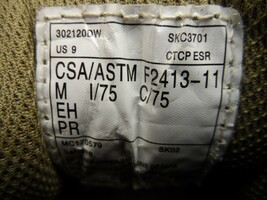 302120DW SKC3701
US 9 CTCP ESR
CSA/ASTM F2413-11
M I/75 C/75
EH
PR